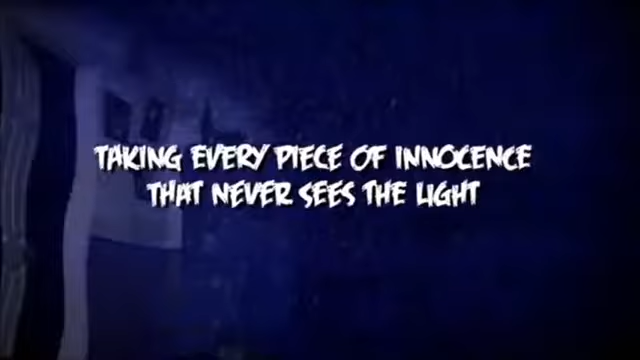 TAKING EVERY PIECE OF INNOCENCE
THAT NEVER SEES THE LIGHT